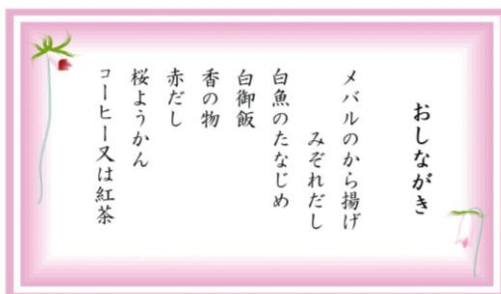 おしながき
メバルのから揚げ
みぞれだし
白魚のたなじめ
白御飯
香の物
赤だし
桜ようかん
コーヒー又は紅茶